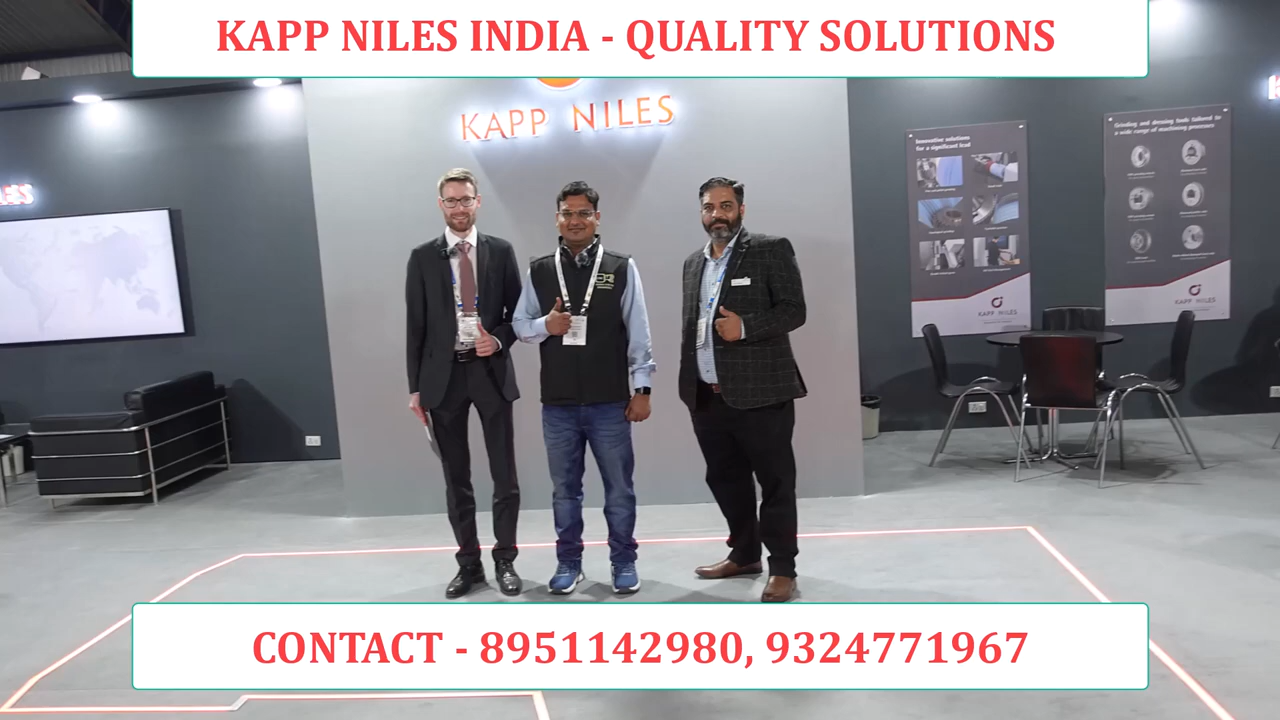 KAPP NILES INDIA - QUALITY SOLUTIONS
KAPP NILES
Innovative solutions
for a significant lead
Grinding and dressing tools tailored to
a wide range of machining processes
KAPP NILES
KAPP NILES
CONTACT - 8951142980, 9324771967